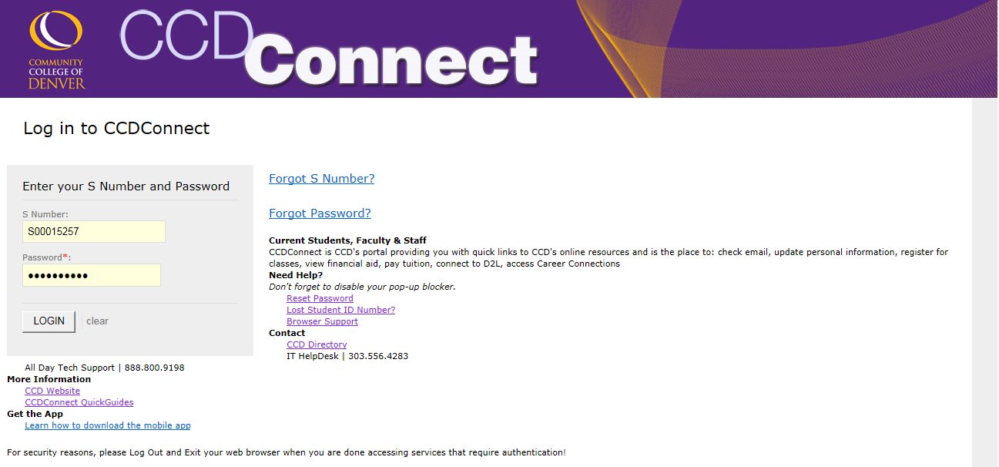 COMMUNITY
COLLEGE OF
DENVER
CCDConnect
Log in to CCDConnect
Enter your S Number and Password
S Number:
S00015257
Password*:
••••••••••
LOGIN
clear
All Day Tech Support | 888.800.9198
More Information
CCD Website
CCDConnect QuickGuides
Get the App
Learn how to download the mobile app
Forgot S Number?
Forgot Password?
Current Students, Faculty & Staff
CCDConnect is CCD's portal providing you with quick links to CCD's online resources and is the place to: check email, update personal information, register for
classes, view financial aid, pay tuition, connect to D2L, access Career Connections
Need Help?
Don't forget to disable your pop-up blocker.
Reset Password
Lost Student ID Number?
Browser Support
Contact
CCD Directory
IT HelpDesk | 303.556.4283
For security reasons, please Log Out and Exit your web browser when you are done accessing services that require authentication!